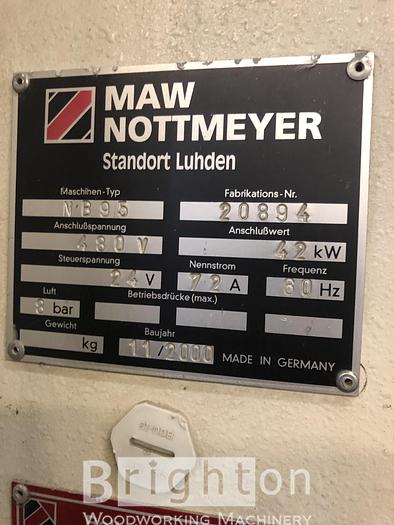 MAW
NOTTMEYER
Standort Luhden
Maschinen-Typ Fabrikations-Nr.
NB95 20894
Anschlußspannung Anschlußwert
480V 42 kW
Steuerspannung Nennstrom Frequenz
24 V 72 A 60 Hz
Luft Betriebsdrücke (max.)
8 bar
Gewicht Baujahr
kg 11/2000 MADE IN GERMANY
Brighton
WOODWORKING MACHINERY